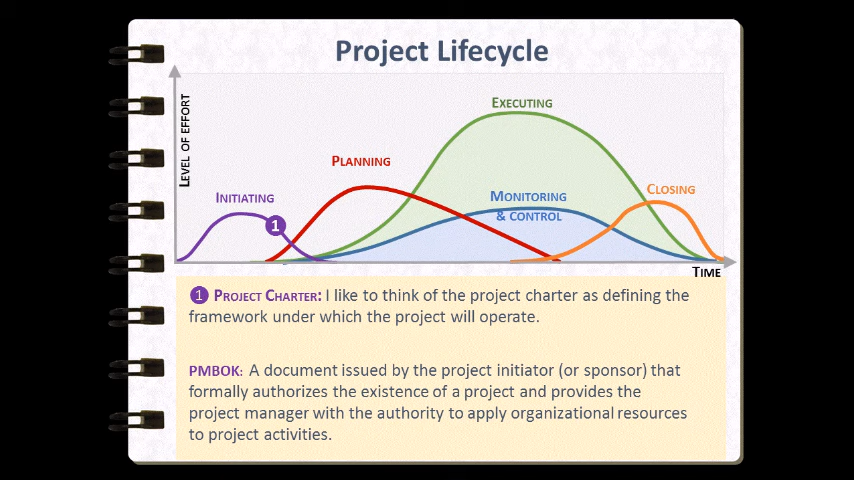 Project Lifecycle
LEVEL OF EFFORT
EXECUTING
PLANNING
INITIATING
MONITORING
& CONTROL
CLOSING
1
TIME
1 PROJECT CHARTER: I like to think of the project charter as defining the
framework under which the project will operate.
PMBOK: A document issued by the project initiator (or sponsor) that
formally authorizes the existence of a project and provides the
project manager with the authority to apply organizational resources
to project activities.